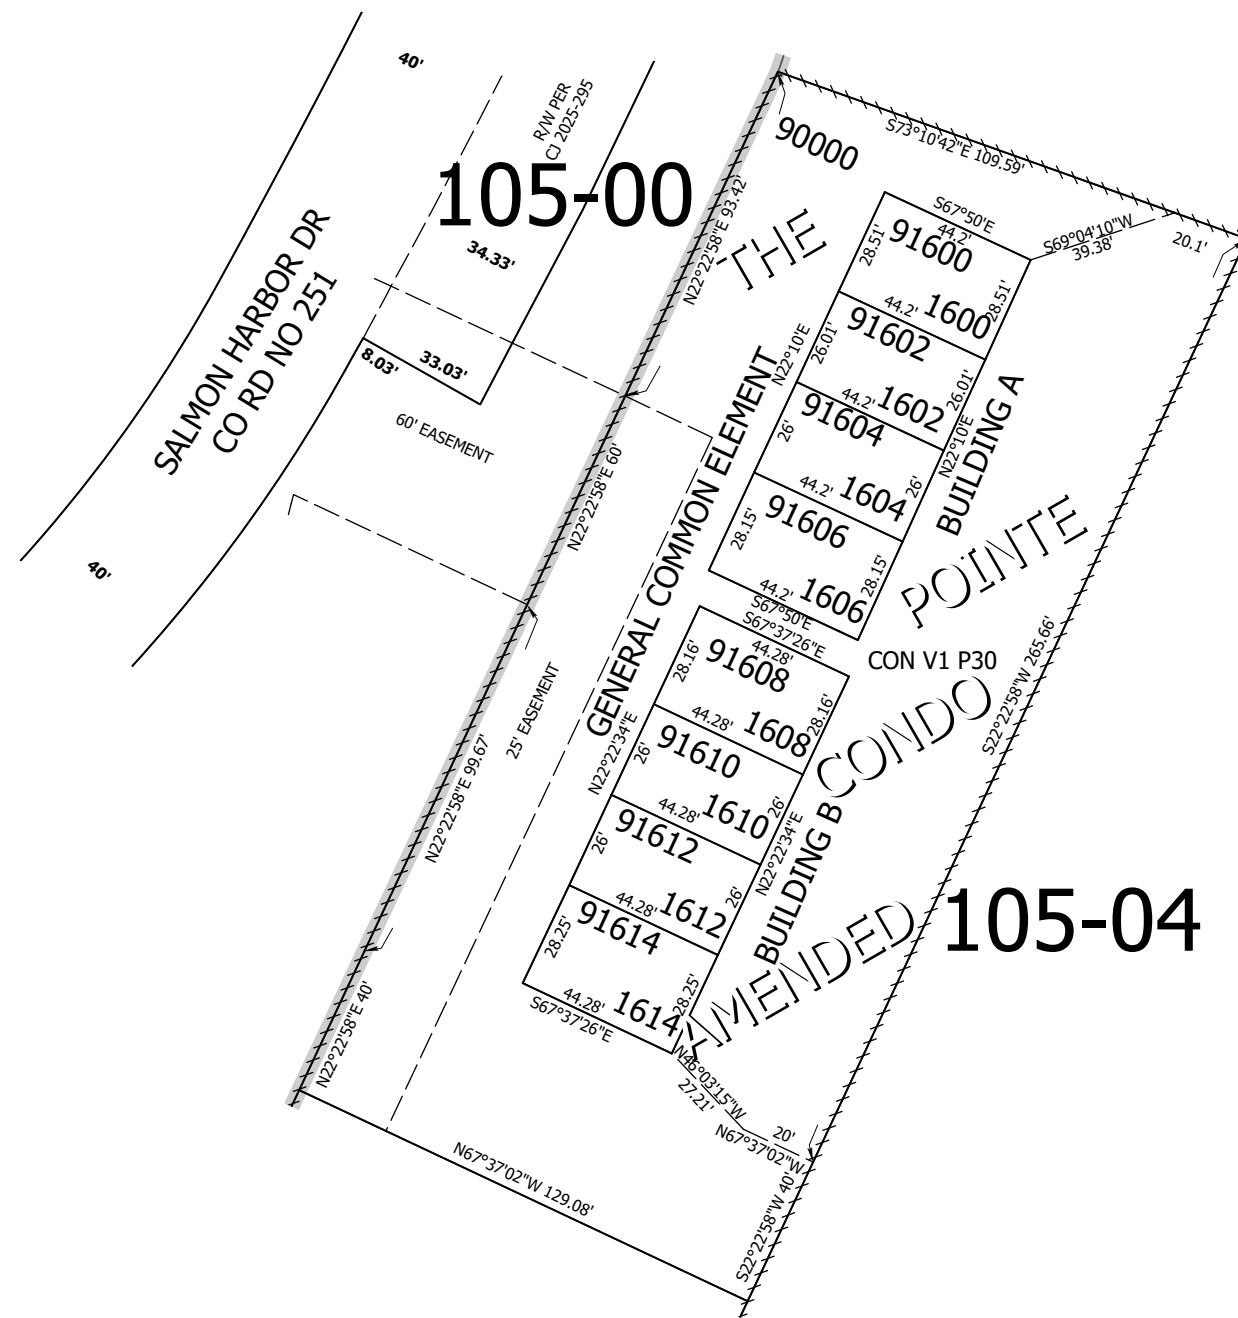 40'
R/W PER
CJ 2025-295
105-00
34.33'
SALMON HARBOR DR
CO RD NO 251
8.03'
33.03'
60' EASEMENT
40'
90000
S73°10'42"E 109.59'
N22°22'58"E 93.42'
THE
S67°50'E
44.2'
S69°04'10"W
39.38'
20.1'
28.51'
91600
1600
28.51'
44.2'
N22°10'E
26.01'
91602
1602
26.01'
44.2'
N22°10'E
26'
91604
1604
26'
44.2'
BUILDING A
28.15'
91606
1606
28.15'
44.2'
S67°50'E
GENERAL COMMON ELEMENT
N22°22'58"E 60'
POINTE
S67°37'26"E
44.28'
CON V1 P30
S22°22'58"W 265.66'
28.16'
91608
1608
28.16'
44.28'
CONDO
N22°22'34"E
26'
91610
1610
26'
44.28'
N22°22'34"E
25' EASEMENT
N22°22'58"E 99.67'
26'
91612
1612
26'
44.28'
BUILDING B
AMENDED
105-04
28.25'
91614
1614
28.25'
44.28'
S67°37'26"E
N22°22'58"E 40'
N46°03'15"W
27.21'
20'
N67°37'02"W
N67°37'02"W 129.08'
S22°22'58"W 40'